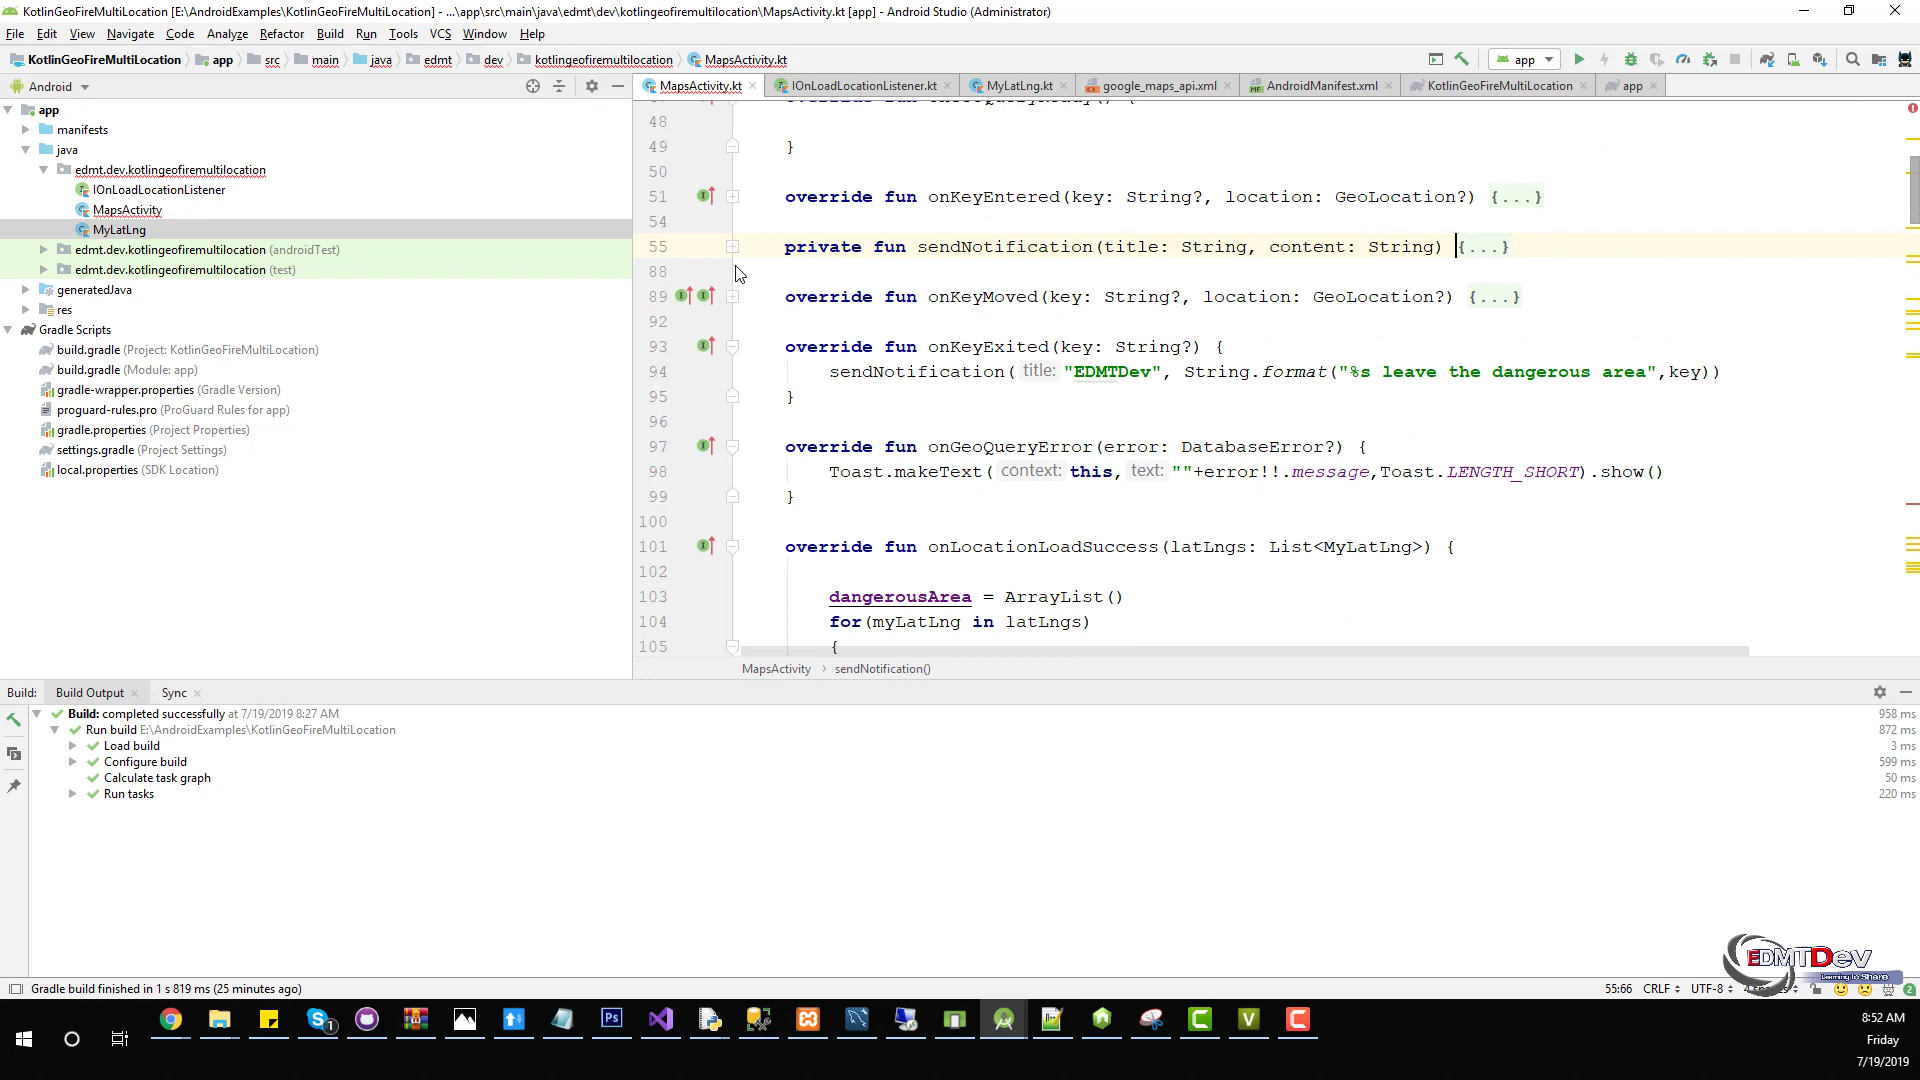 KotlinGeoFireMultiLocation [E:\AndroidExamples\KotlinGeoFireMultiLocation] - ...\app\src\main\java\edmt\dev\kotlingeofiremultilocation\MapsActivity.kt [app] - Android Studio (Administrator)
File Edit View Navigate Code Analyze Refactor Build Run Tools VCS Window Help
KotlinGeoFireMultiLocation app src main java edmt dev kotlingeofiremultilocation MapsActivity.kt app
Android MapsActivity.kt IOnLoadLocationListener.kt MyLatLng.kt google_maps_api.xml AndroidManifest.xml KotlinGeoFireMultiLocation app
app
manifests
java
edmt.dev.kotlingeofiremultilocation
IOnLoadLocationListener
MapsActivity
MyLatLng
edmt.dev.kotlingeofiremultilocation (androidTest)
edmt.dev.kotlingeofiremultilocation (test)
generatedJava
res
Gradle Scripts
build.gradle (Project: KotlinGeoFireMultiLocation)
build.gradle (Module: app)
gradle-wrapper.properties (Gradle Version)
proguard-rules.pro (ProGuard Rules for app)
gradle.properties (Project Properties)
settings.gradle (Project Settings)
local.properties (SDK Location)
48
49 }
50
51 override fun onKeyEntered(key: String?, location: GeoLocation?) {...}
54
55 private fun sendNotification(title: String, content: String) {...}
88
89 override fun onKeyMoved(key: String?, location: GeoLocation?) {...}
92
93 override fun onKeyExited(key: String?) {
94 sendNotification( title: "EDMTDev", String.format("%s leave the dangerous area",key))
95 }
96
97 override fun onGeoQueryError(error: DatabaseError?) {
98 Toast.makeText( context: this, text: ""+error!!.message,Toast.LENGTH_SHORT).show()
99 }
100
101 override fun onLocationLoadSuccess(latLngs: List<MyLatLng>) {
102
103 dangerousArea = ArrayList()
104 for(myLatLng in latLngs)
105 {
MapsActivity › sendNotification()
Build: Build Output Sync
Build: completed successfully at 7/19/2019 8:27 AM 958 ms
Run build E:\AndroidExamples\KotlinGeoFireMultiLocation 872 ms
Load build 3 ms
Configure build 599 ms
Calculate task graph 50 ms
Run tasks 220 ms
EDMTDev
Learning to Share
Gradle build finished in 1 s 819 ms (25 minutes ago) 55:66 CRLF UTF-8
8:52 AM
Friday
7/19/2019